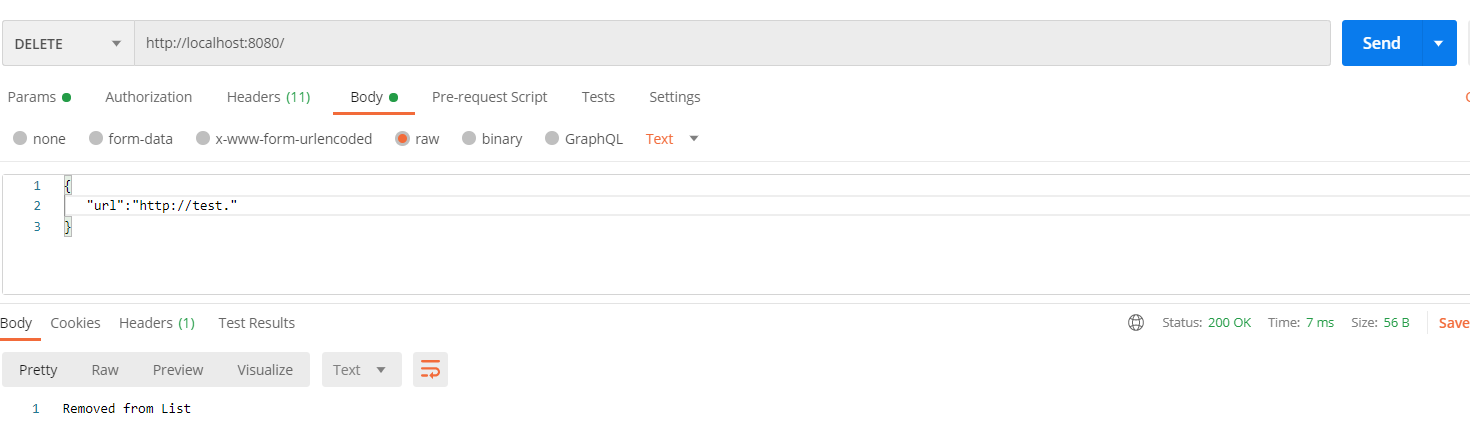 DELETE http://localhost:8080/ Send
Params Authorization Headers (11) Body Pre-request Script Tests Settings
none form-data x-www-form-urlencoded raw binary GraphQL Text
1 {
2 "url":"http://test."
3 }
Body Cookies Headers (1) Test Results Status: 200 OK Time: 7 ms Size: 56 B Save
Pretty Raw Preview Visualize Text
1 Removed from List